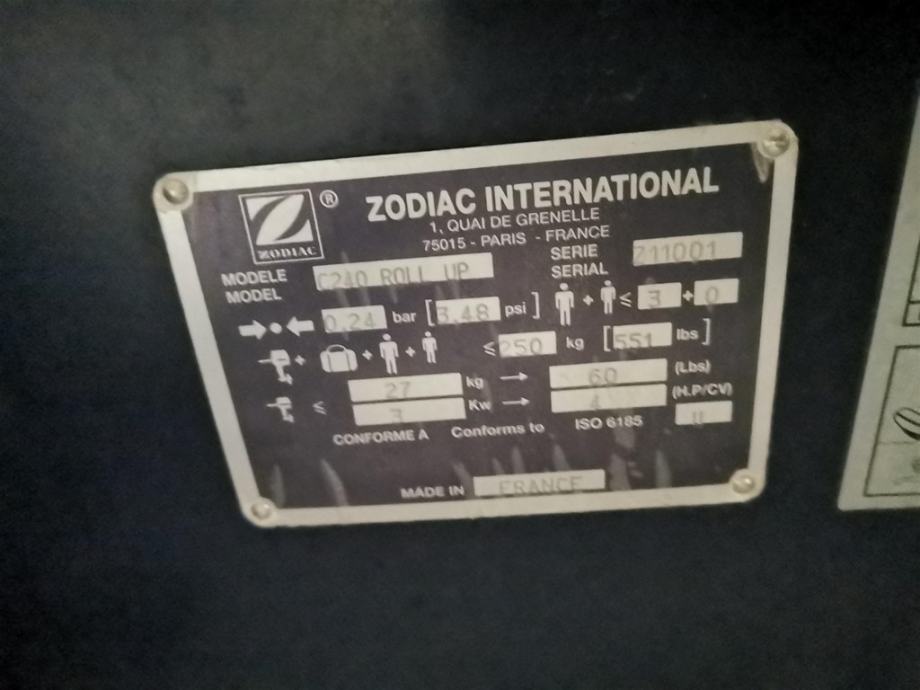 ZODIAC
®
ZODIAC INTERNATIONAL
1, QUAI DE GRENELLE
75015 - PARIS - FRANCE
MODELE
MODEL
C240 ROLL UP
SERIE
SERIAL
Z11001
0,24 bar [3,48 psi]
+ ≤ 3 + 0
+ + + ≤ 250 kg [551 lbs]
27 kg → 60 (Lbs)
≤ 3 Kw → 4 (H.P/CV)
CONFORME A Conforms to ISO 6185
MADE IN FRANCE